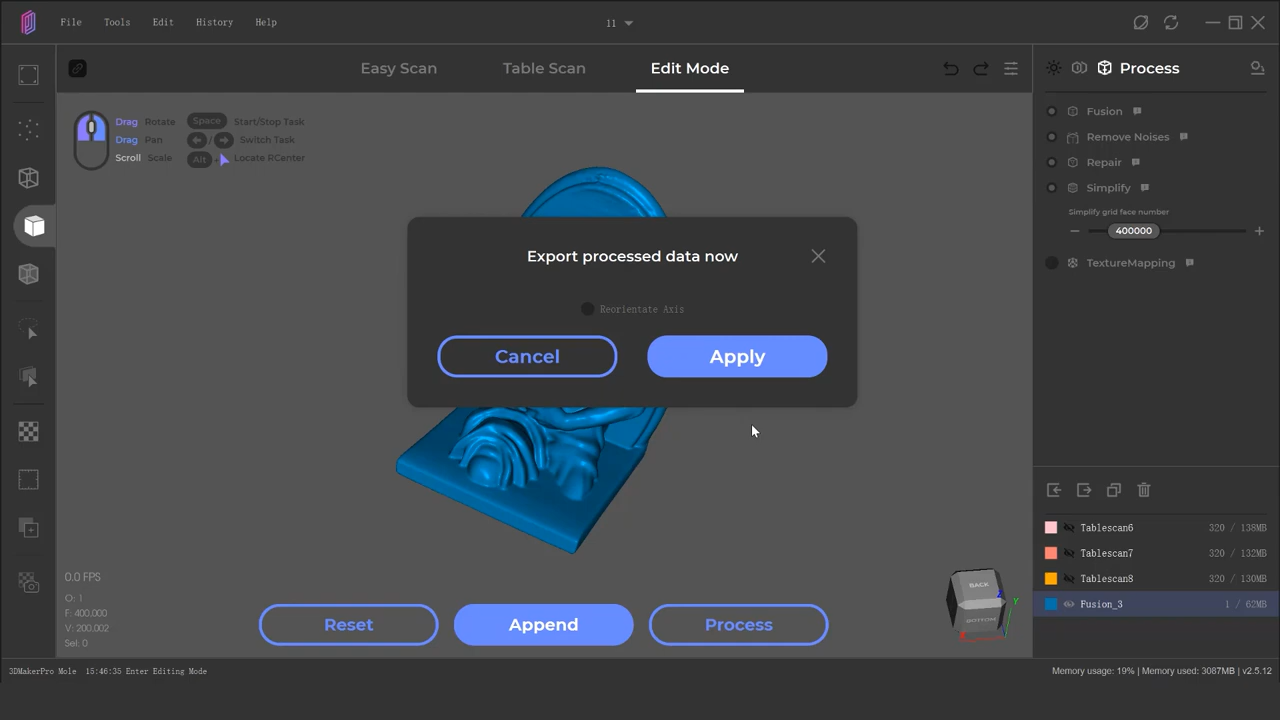 File Tools Edit History Help
11
Easy Scan Table Scan Edit Mode
Process
Drag Rotate Space Start/Stop Task
Drag Pan / Switch Task
Scroll Scale Alt + Locate RCenter
Fusion
Remove Noises
Repair
Simplify
Simplify grid face number
− 400000 +
TextureMapping
Export processed data now
Reorientate Axis
Cancel Apply
Tablescan6 320 / 138MB
Tablescan7 320 / 132MB
Tablescan8 320 / 130MB
Fusion_3 1 / 62MB
0.0 FPS
O: 1
F: 400.000
V: 200.002
Sel: 0
BACK
BOTTOM
Z
Y
Reset Append Process
3DMakerPro Mole 15:46:35 Enter Editing Mode
Memory usage: 19% | Memory used: 3087MB | v2.5.12